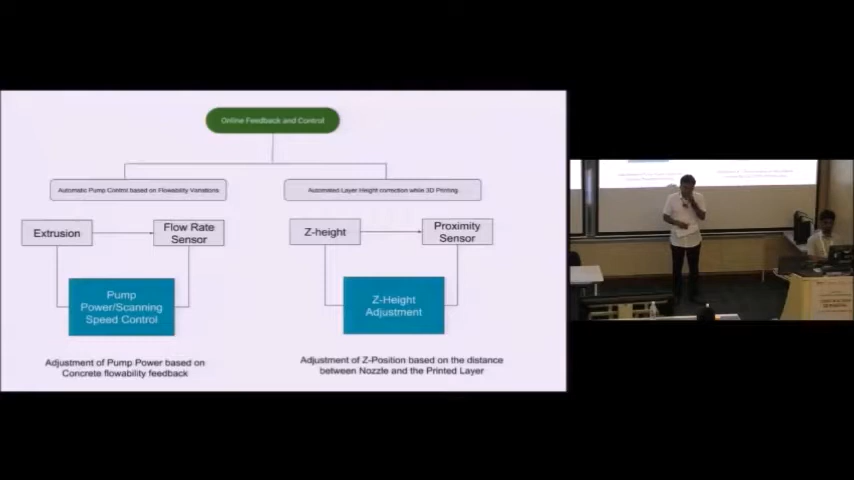 Online Feedback and Control
Automatic Pump Control based on Flowability Variations
Automated Layer Height correction while 3D Printing
Extrusion
Flow Rate
Sensor
Z-height
Proximity
Sensor
Pump
Power/Scanning
Speed Control
Z-Height
Adjustment
Adjustment of Pump Power based on
Concrete flowability feedback
Adjustment of Z-Position based on the distance
between Nozzle and the Printed Layer